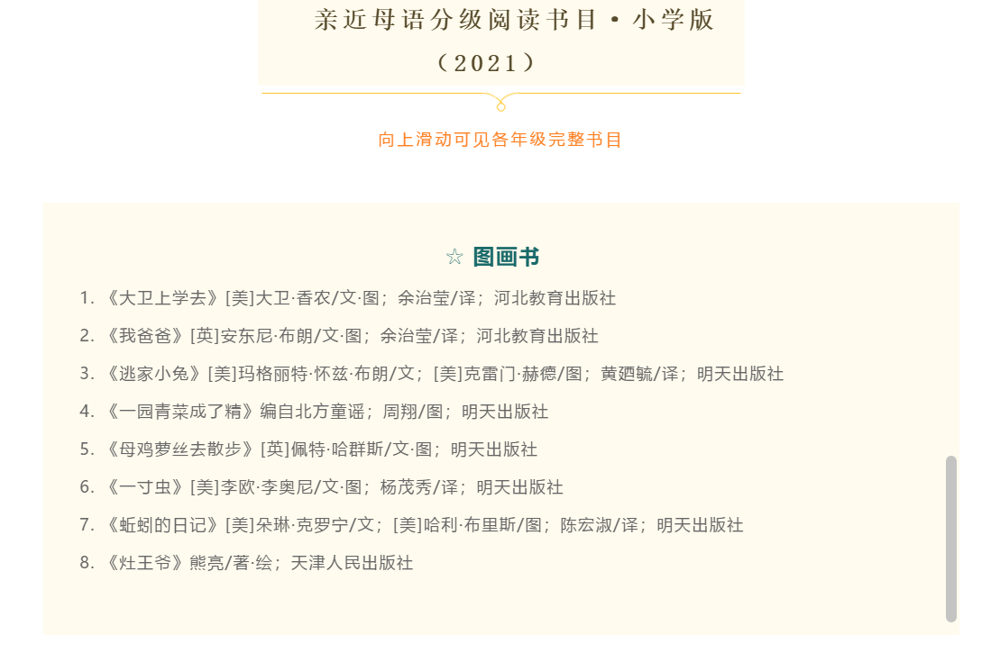 亲近母语分级阅读书目•小学版
（2021）
向上滑动可见各年级完整书目
☆ 图画书
1. 《大卫上学去》[美]大卫·香农/文·图；余治莹/译；河北教育出版社
2. 《我爸爸》[英]安东尼·布朗/文·图；余治莹/译；河北教育出版社
3. 《逃家小兔》[美]玛格丽特·怀兹·布朗/文；[美]克雷门·赫德/图；黄廼毓/译；明天出版社
4. 《一园青菜成了精》编自北方童谣；周翔/图；明天出版社
5. 《母鸡萝丝去散步》[英]佩特·哈群斯/文·图；明天出版社
6. 《一寸虫》[美]李欧·李奥尼/文·图；杨茂秀/译；明天出版社
7. 《蚯蚓的日记》[美]朵琳·克罗宁/文；[美]哈利·布里斯/图；陈宏淑/译；明天出版社
8. 《灶王爷》熊亮/著·绘；天津人民出版社